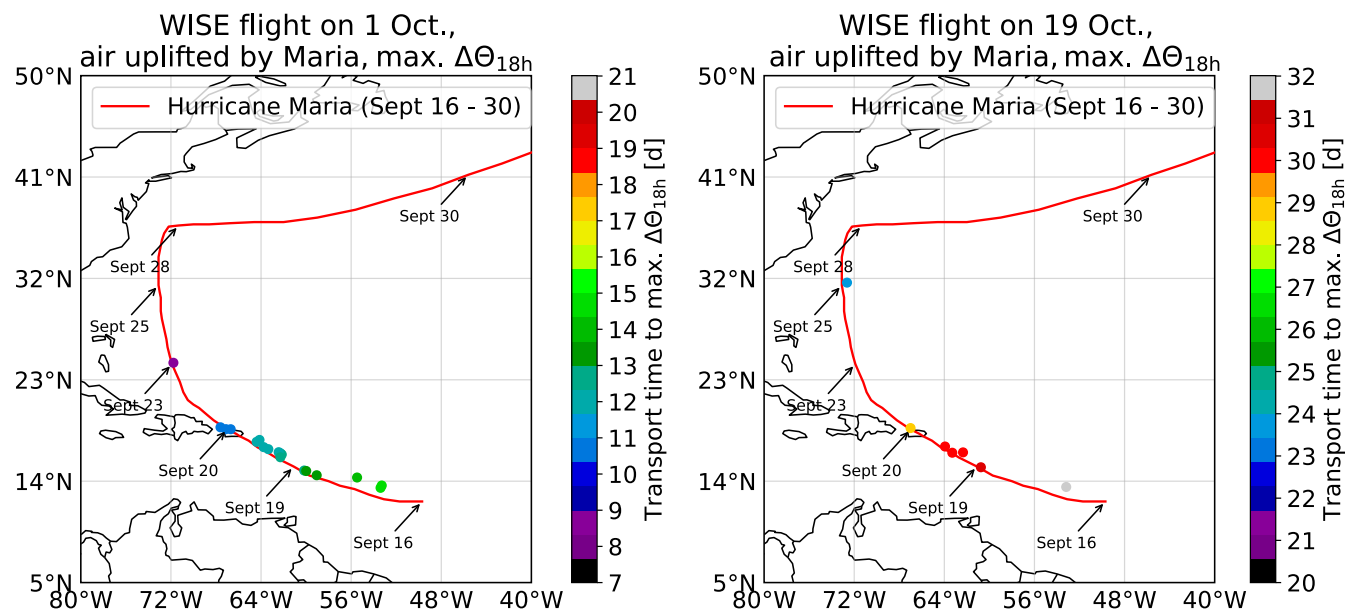 WISE flight on 1 Oct.,
air uplifted by Maria, max. ΔΘ18h
50°N
41°N
32°N
23°N
14°N
5°N
80°W
72°W
64°W
56°W
48°W
40°W
Hurricane Maria (Sept 16 - 30)
Sept 30
Sept 28
Sept 25
Sept 23
Sept 20
Sept 19
Sept 16
21
20
19
18
17
16
15
14
13
12
11
10
9
8
7
Transport time to max. ΔΘ18h [d]
WISE flight on 19 Oct.,
air uplifted by Maria, max. ΔΘ18h
50°N
41°N
32°N
23°N
14°N
5°N
80°W
72°W
64°W
56°W
48°W
40°W
Hurricane Maria (Sept 16 - 30)
Sept 30
Sept 28
Sept 25
Sept 23
Sept 20
Sept 19
Sept 16
32
31
30
29
28
27
26
25
24
23
22
21
20
Transport time to max. ΔΘ18h [d]